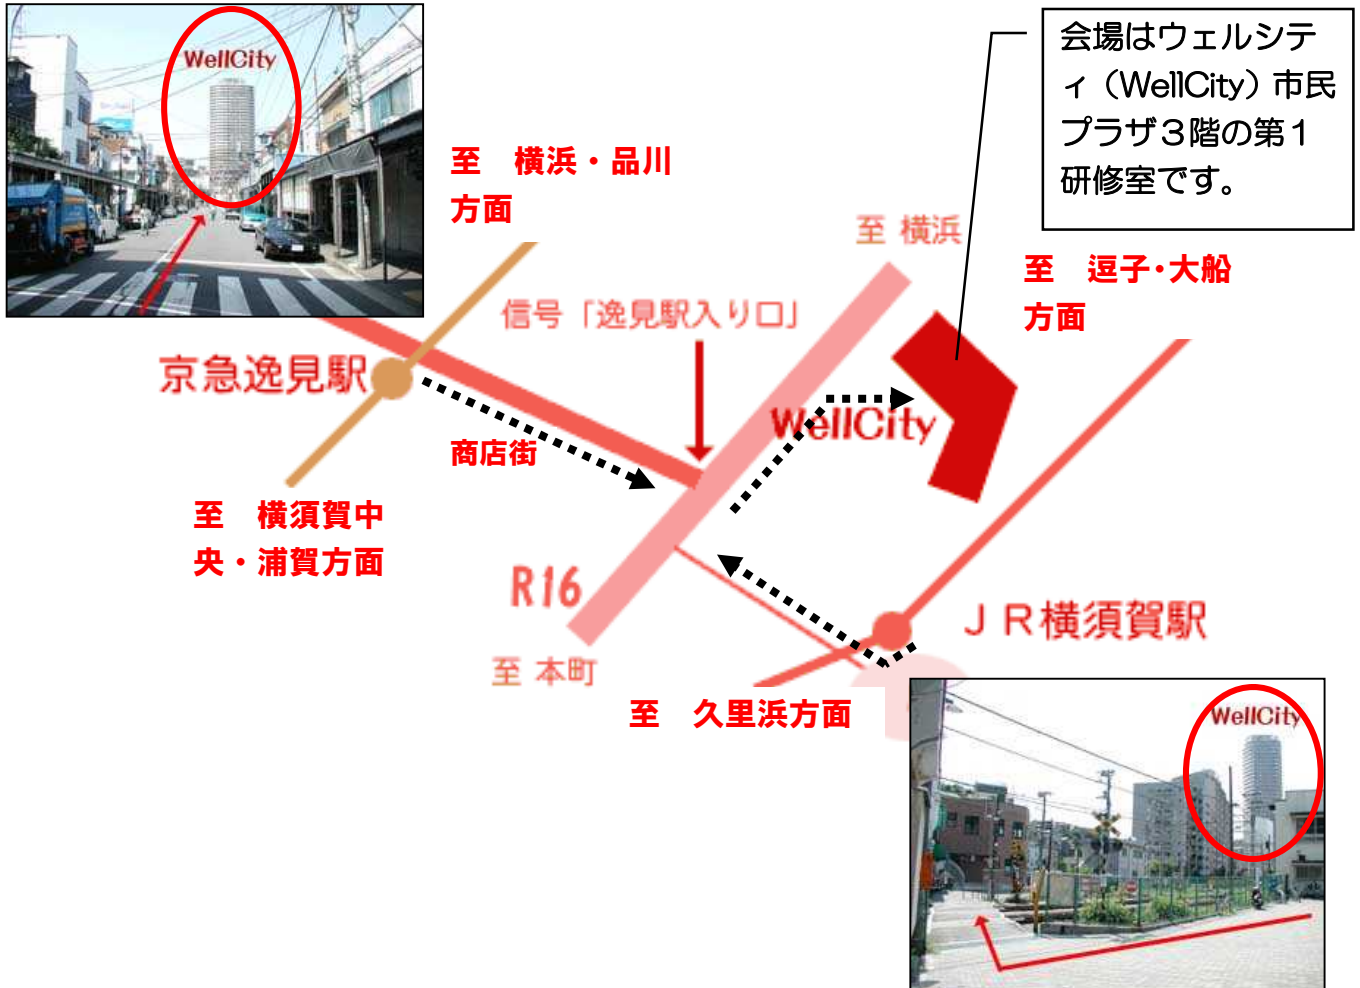 WellCity
会場はウェルシテ
ィ（WellCity）市民
プラザ３階の第１
研修室です。
至　横浜・品川
方面
至 横浜
至　逗子・大船
方面
信号「逸見駅入り口」
京急逸見駅
WellCity
商店街
至　横須賀中
央・浦賀方面
R16
ＪＲ横須賀駅
至 本町
至　久里浜方面
WellCity